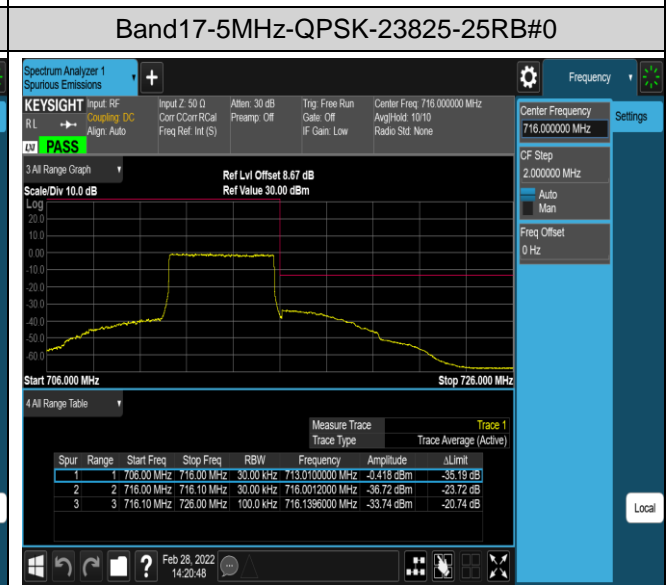 Band17-5MHz-QPSK-23825-25RB#0
Spectrum Analyzer 1
Spurious Emissions
Frequency
KEYSIGHT Input: RF Input Z: 50 Ω Atten: 30 dB Trig: Free Run Center Freq: 716.000000 MHz
RL Coupling: DC Corr CCorr RCal Preamp: Off Gate: Off Avg|Hold: 10/10
Align: Auto Freq Ref: Int (S) IF Gain: Low Radio Std: None
LXI PASS
Center Frequency
716.000000 MHz
Settings
CF Step
2.000000 MHz
Auto
Man
Freq Offset
0 Hz
3 All Range Graph
Ref Lvl Offset 8.67 dB
Scale/Div 10.0 dB Ref Value 30.00 dBm
Log
20.0
10.0
0.00
-10.0
-20.0
-30.0
-40.0
-50.0
-60.0
Start 706.000 MHz Stop 726.000 MHz
4 All Range Table
Measure Trace Trace 1
Trace Type Trace Average (Active)
Spur Range Start Freq Stop Freq RBW Frequency Amplitude ΔLimit
1 1 706.00 MHz 716.00 MHz 30.00 kHz 713.0100000 MHz -0.418 dBm -35.19 dB
2 2 716.00 MHz 716.10 MHz 30.00 kHz 716.0012000 MHz -36.72 dBm -23.72 dB
3 3 716.10 MHz 726.00 MHz 100.0 kHz 716.1396000 MHz -33.74 dBm -20.74 dB
Local
? Feb 28, 2022
14:20:48